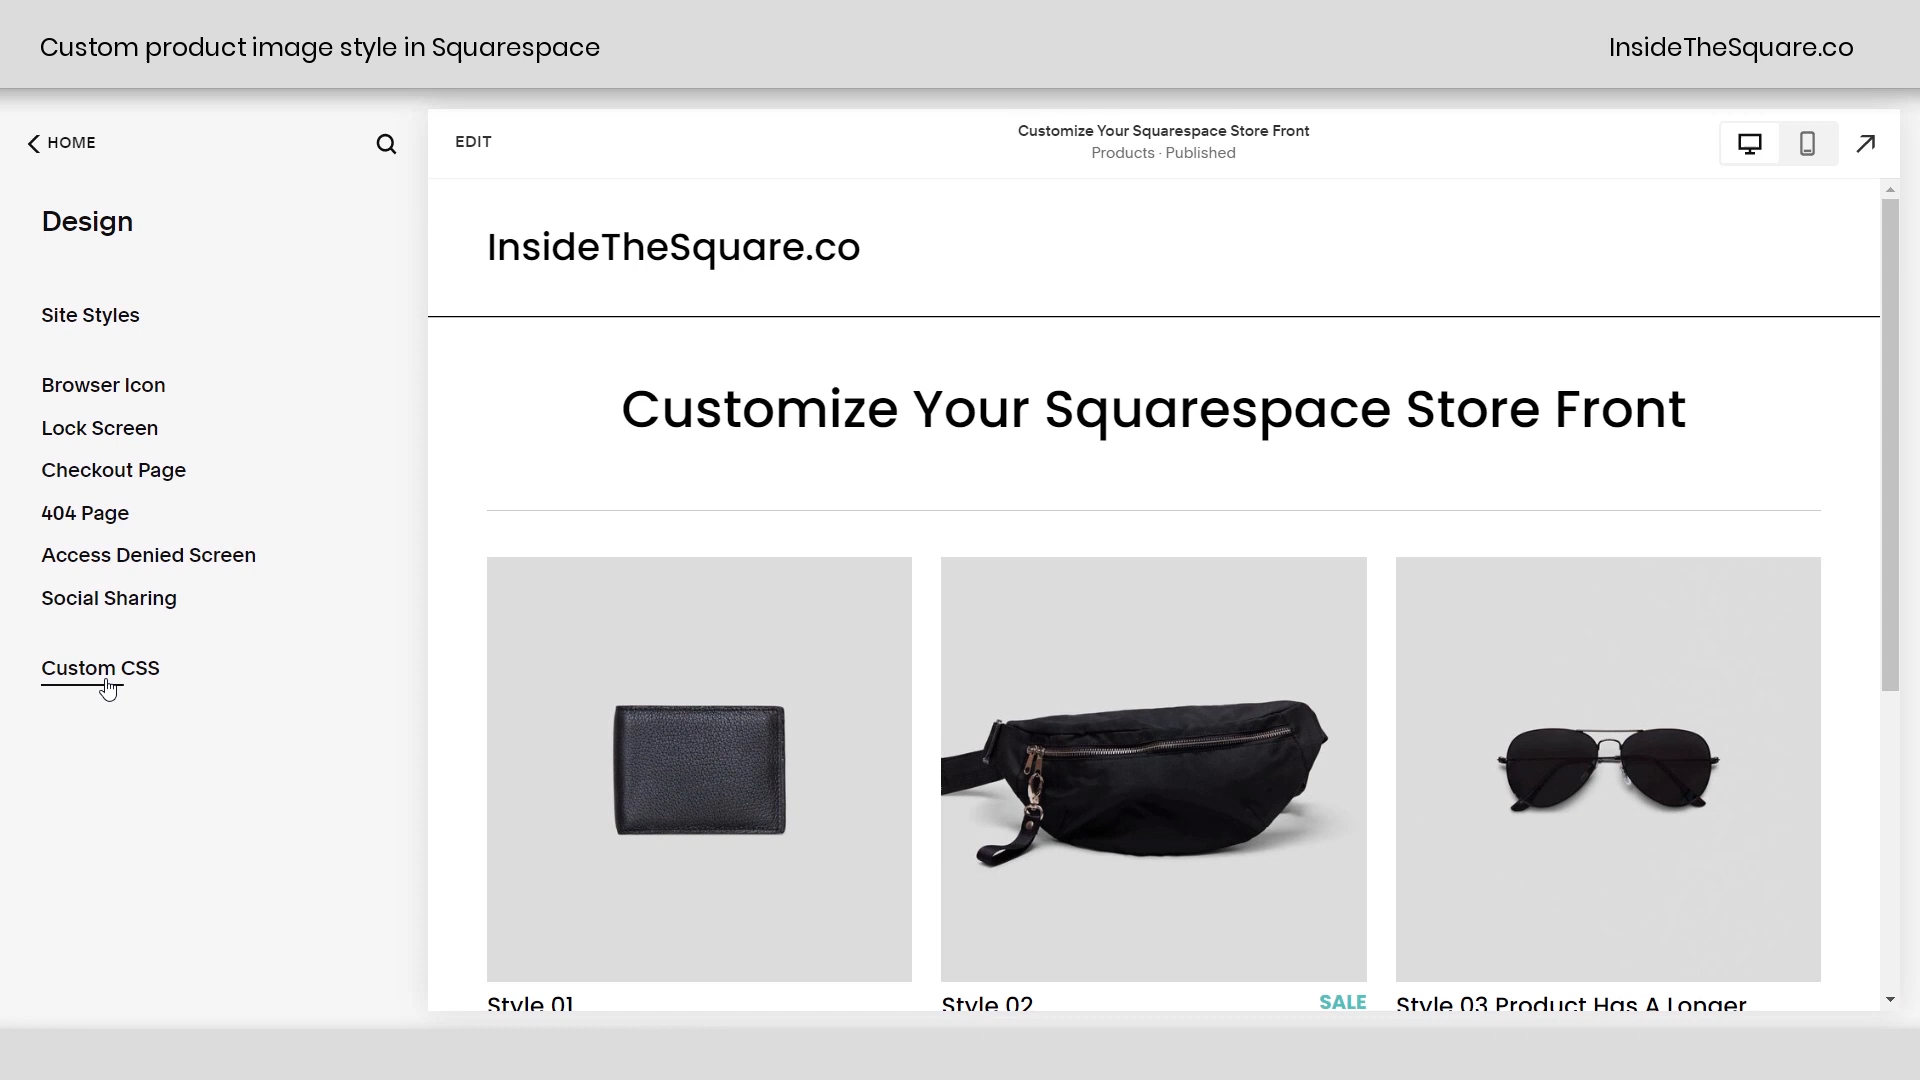 Custom product image style in Squarespace
InsideTheSquare.co
HOME
Design
Site Styles
Browser Icon
Lock Screen
Checkout Page
404 Page
Access Denied Screen
Social Sharing
Custom CSS
EDIT
Customize Your Squarespace Store Front
Products · Published
InsideTheSquare.co
Customize Your Squarespace Store Front
Style 01
Style 02
SALE
Style 03 Product Has A Longer